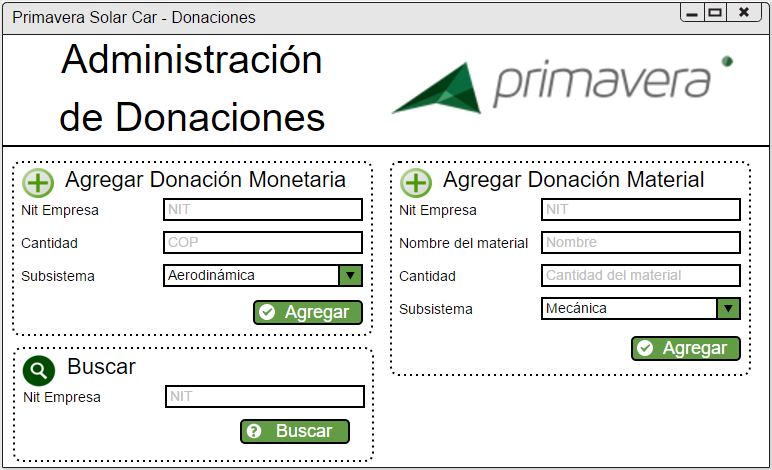 Primavera Solar Car - Donaciones
Administración
de Donaciones
primavera
Agregar Donación Monetaria
Nit Empresa NIT
Cantidad COP
Subsistema Aerodinámica
Agregar
Agregar Donación Material
Nit Empresa NIT
Nombre del material Nombre
Cantidad Cantidad del material
Subsistema Mecánica
Agregar
Buscar
Nit Empresa NIT
Buscar